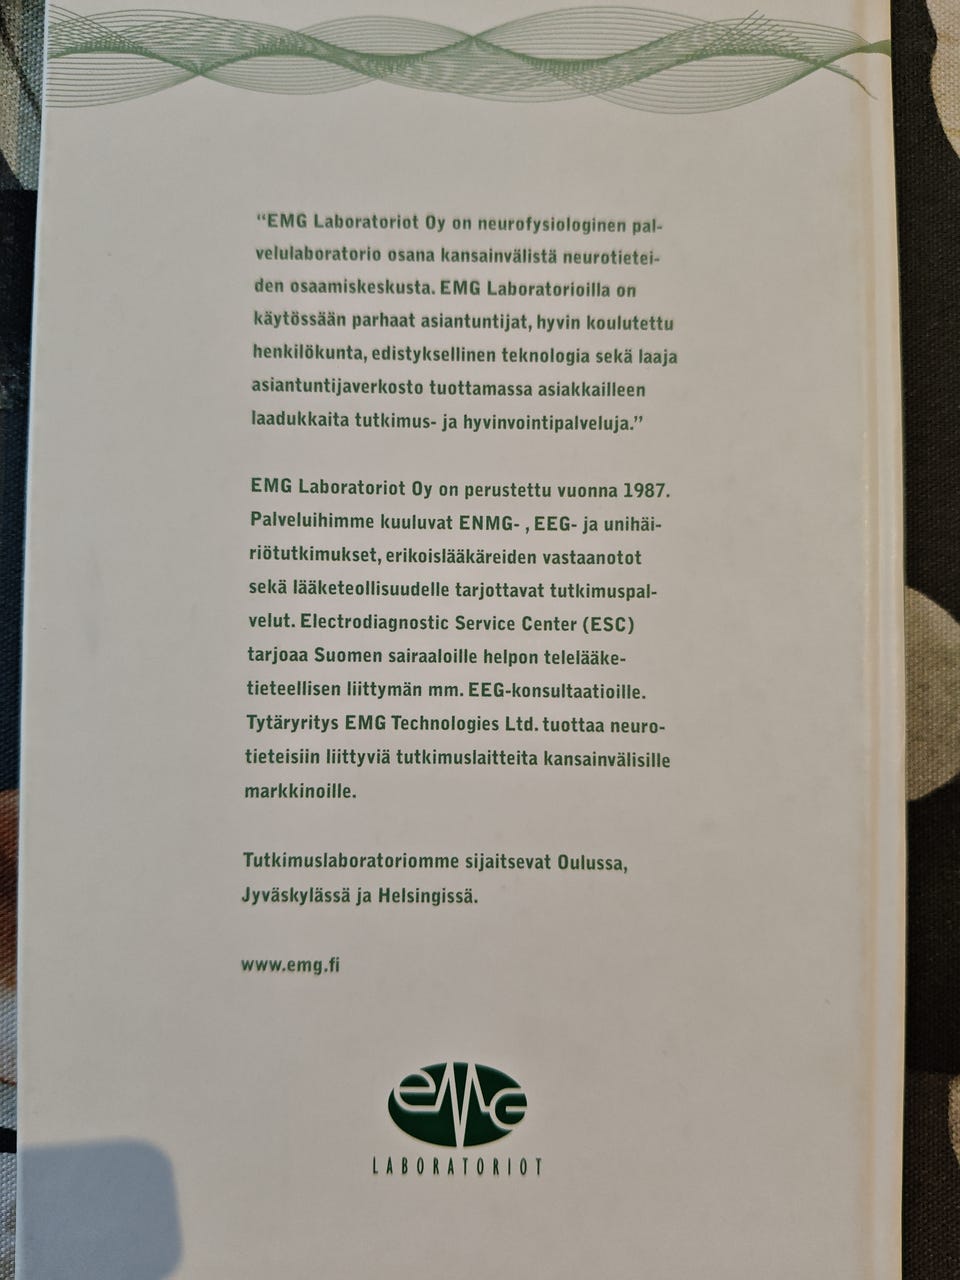 “EMG Laboratoriot Oy on neurofysiologinen pal-
velulaboratorio osana kansainvälistä neurotietei-
den osaamiskeskusta. EMG Laboratorioilla on
käytössään parhaat asiantuntijat, hyvin koulutettu
henkilökunta, edistyksellinen teknologia sekä laaja
asiantuntijaverkosto tuottamassa asiakkailleen
laadukkaita tutkimus- ja hyvinvointipalveluja.”
EMG Laboratoriot Oy on perustettu vuonna 1987.
Palveluihimme kuuluvat ENMG- , EEG- ja unihäi-
riötutkimukset, erikoislääkäreiden vastaanotot
sekä lääketeollisuudelle tarjottavat tutkimuspal-
velut. Electrodiagnostic Service Center (ESC)
tarjoaa Suomen sairaaloille helpon telelääke-
tieteellisen liittymän mm. EEG-konsultaatioille.
Tytäryritys EMG Technologies Ltd. tuottaa neuro-
tieteisiin liittyviä tutkimuslaitteita kansainvälisille
markkinoille.
Tutkimuslaboratoriomme sijaitsevat Oulussa,
Jyväskylässä ja Helsingissä.
www.emg.fi
eMG
LABORATORIOT